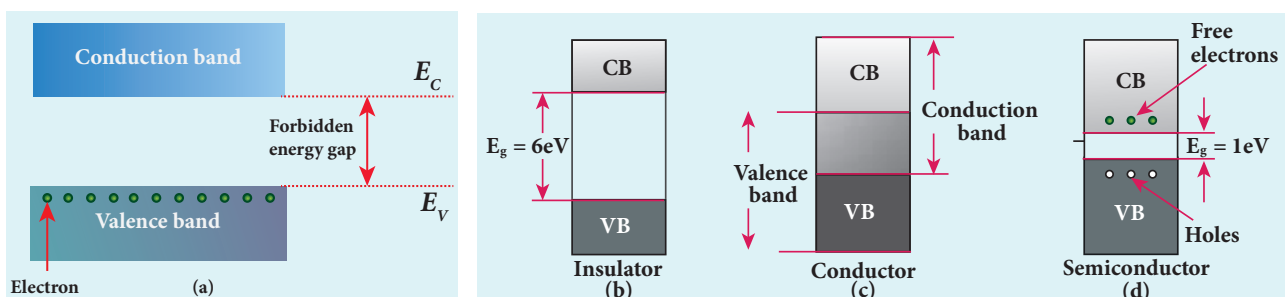 Conduction band
E_C
Forbidden
energy gap
E_V
Valence band
Electron
(a)
CB
E_g = 6eV
VB
Insulator
(b)
CB
Conduction
band
Valence
band
VB
Conductor
(c)
Free
electrons
CB
E_g = 1eV
VB
Holes
Semiconductor
(d)